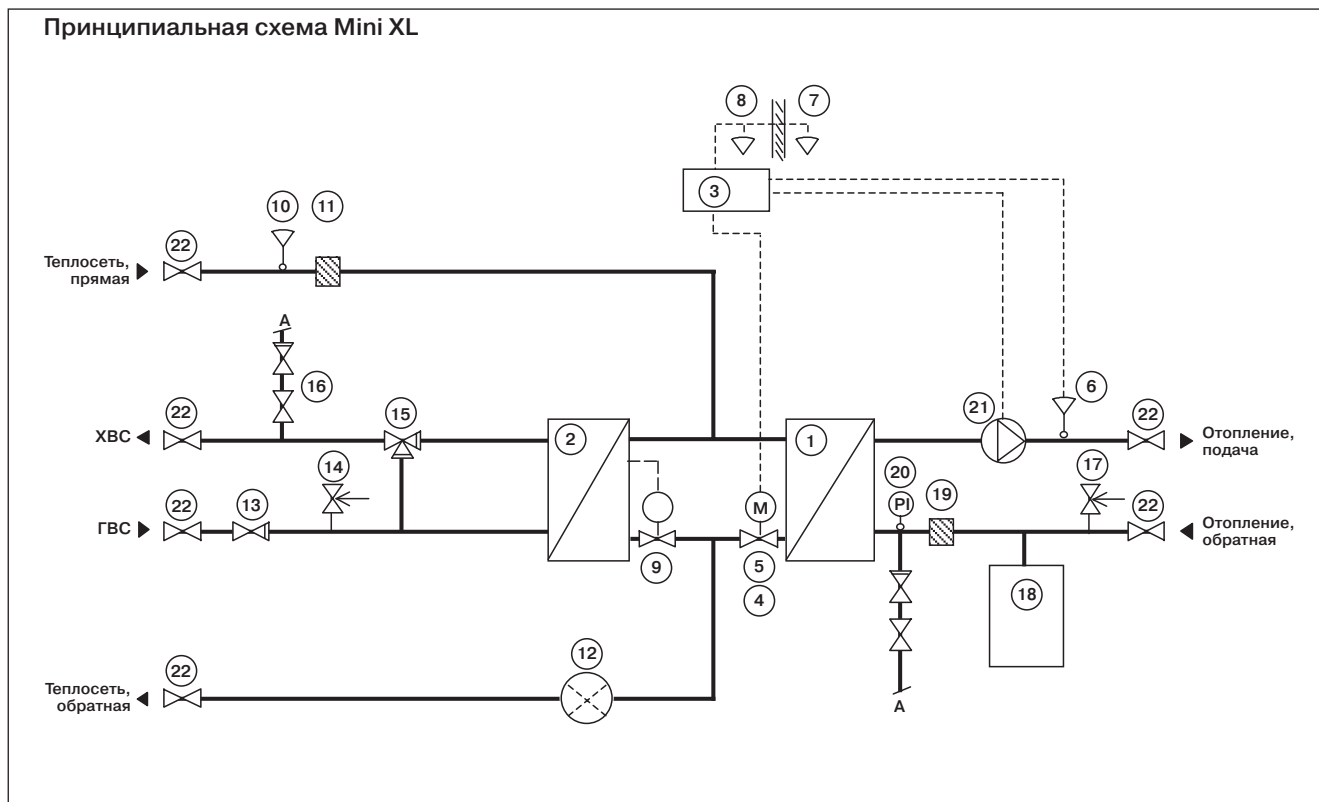 Принципиальная схема Mini XL
8
7
3
10
11
22
Теплосеть,
прямая
A
16
6
22
15
21
22
ХВС
2
1
Отопление,
подача
14
20
17
19
22
13
M
PI
22
ГВС
Отопление,
обратная
9
5
4
18
22
12
Теплосеть,
обратная
A